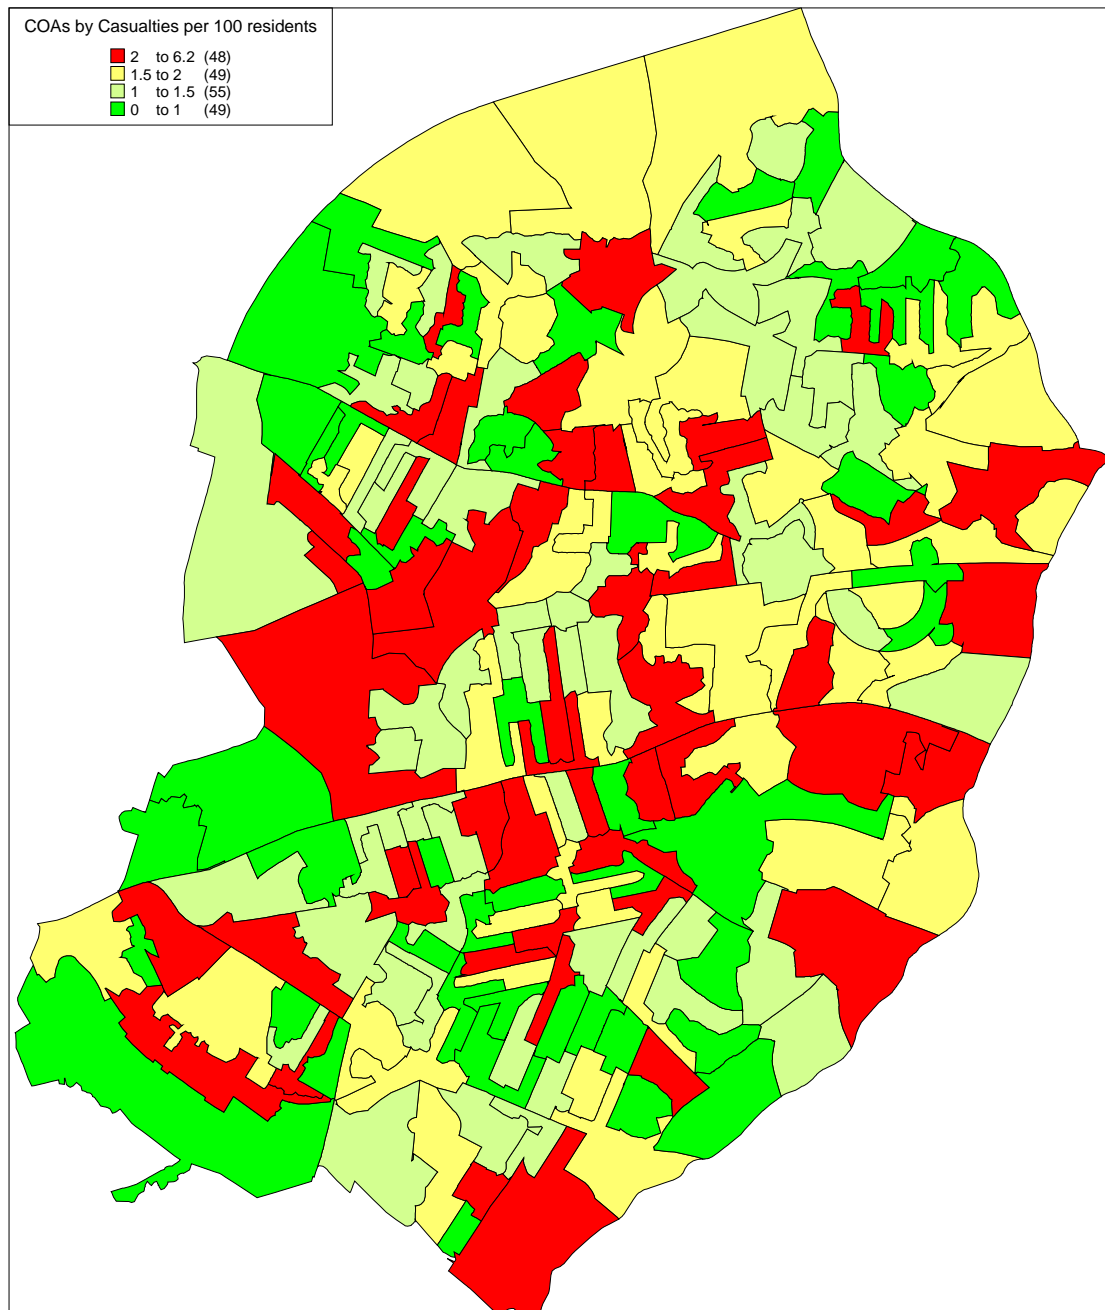 COAs by Casualties per 100 residents
2 to 6.2 (48)
1.5 to 2 (49)
1 to 1.5 (55)
0 to 1 (49)